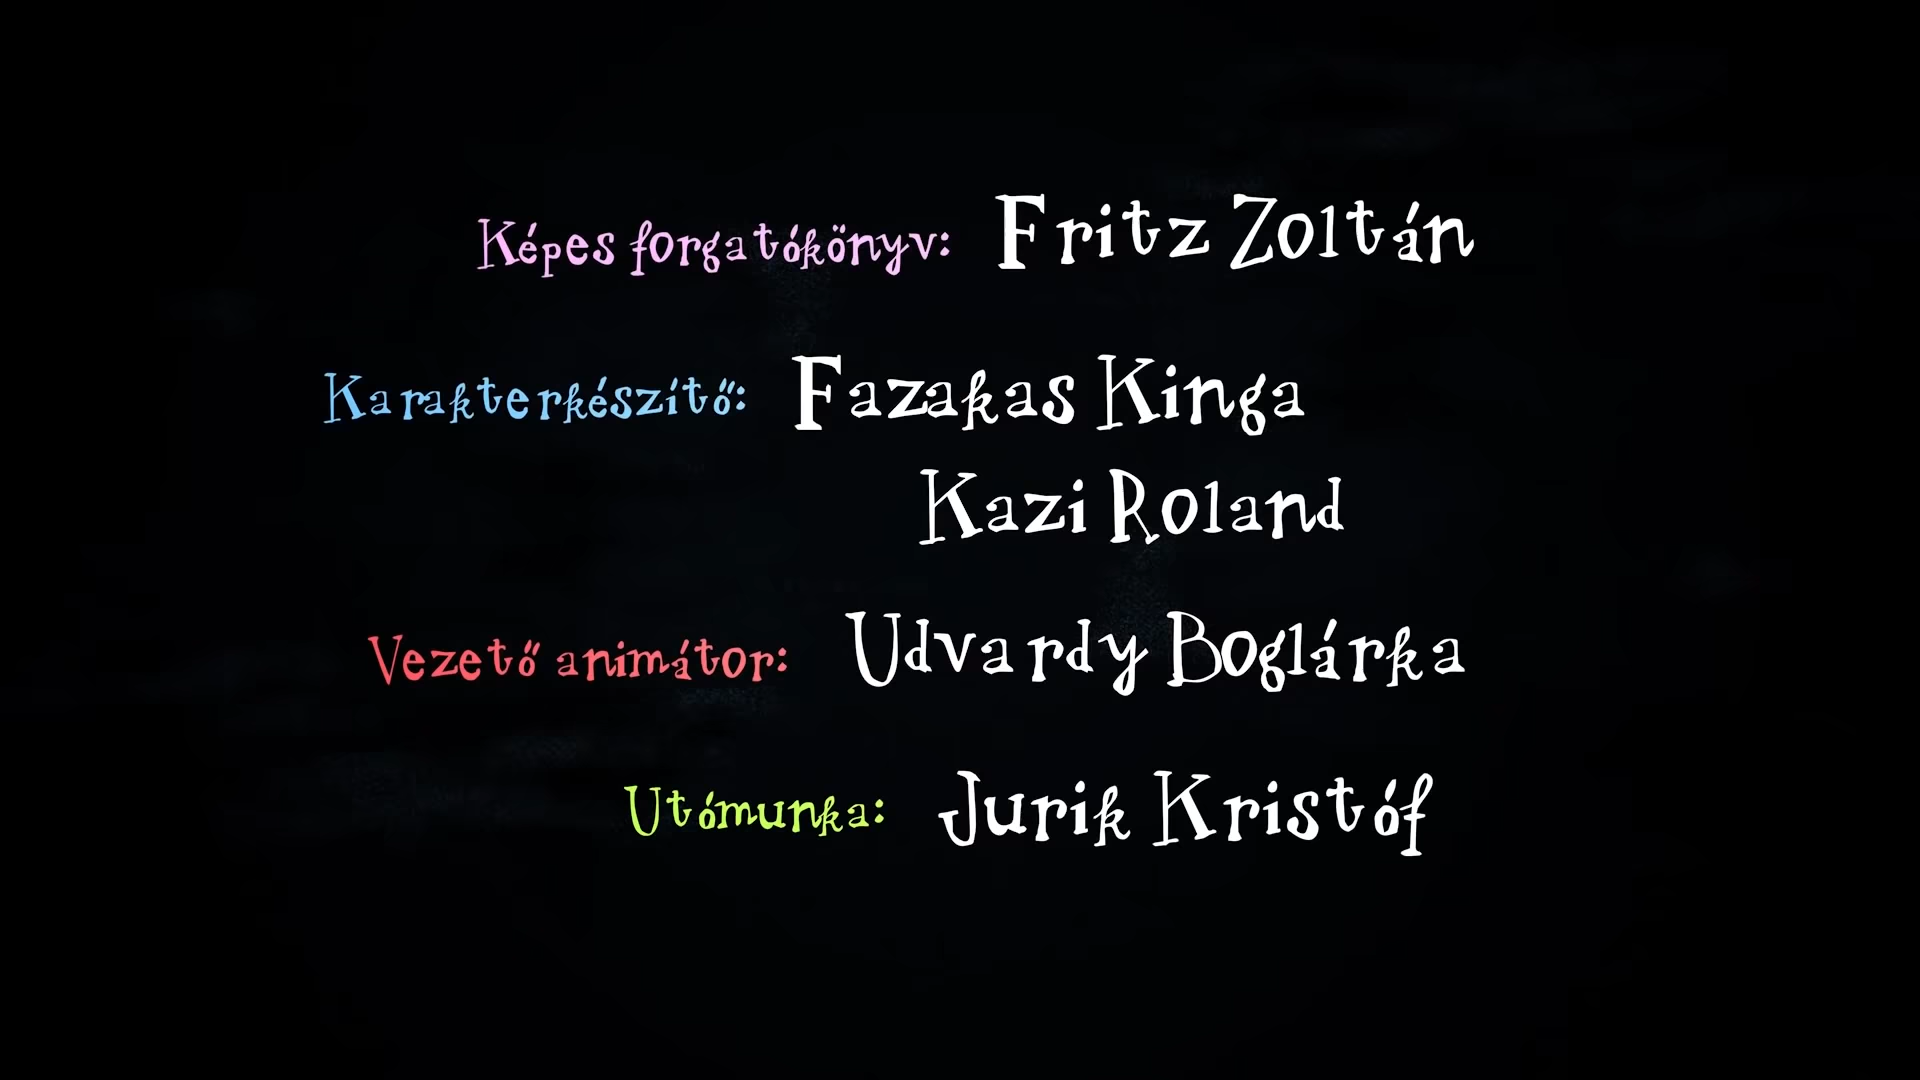 Képes forgatókönyv: Fritz Zoltán
Karakterkészítő: Fazakas Kinga
Kazi Roland
Vezető animátor: Udvardy Boglárka
Utómunka: Jurik Kristóf